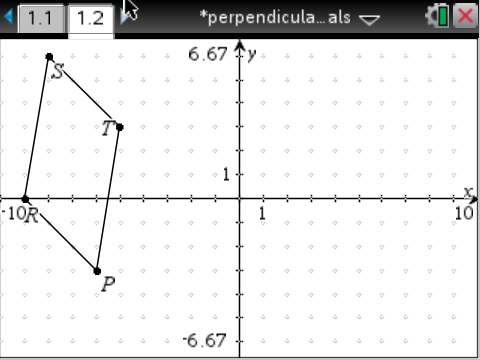 1.1 1.2 *perpendicula…als
6.67 y
S
T
1
x
-10 R 1 10
P
-6.67